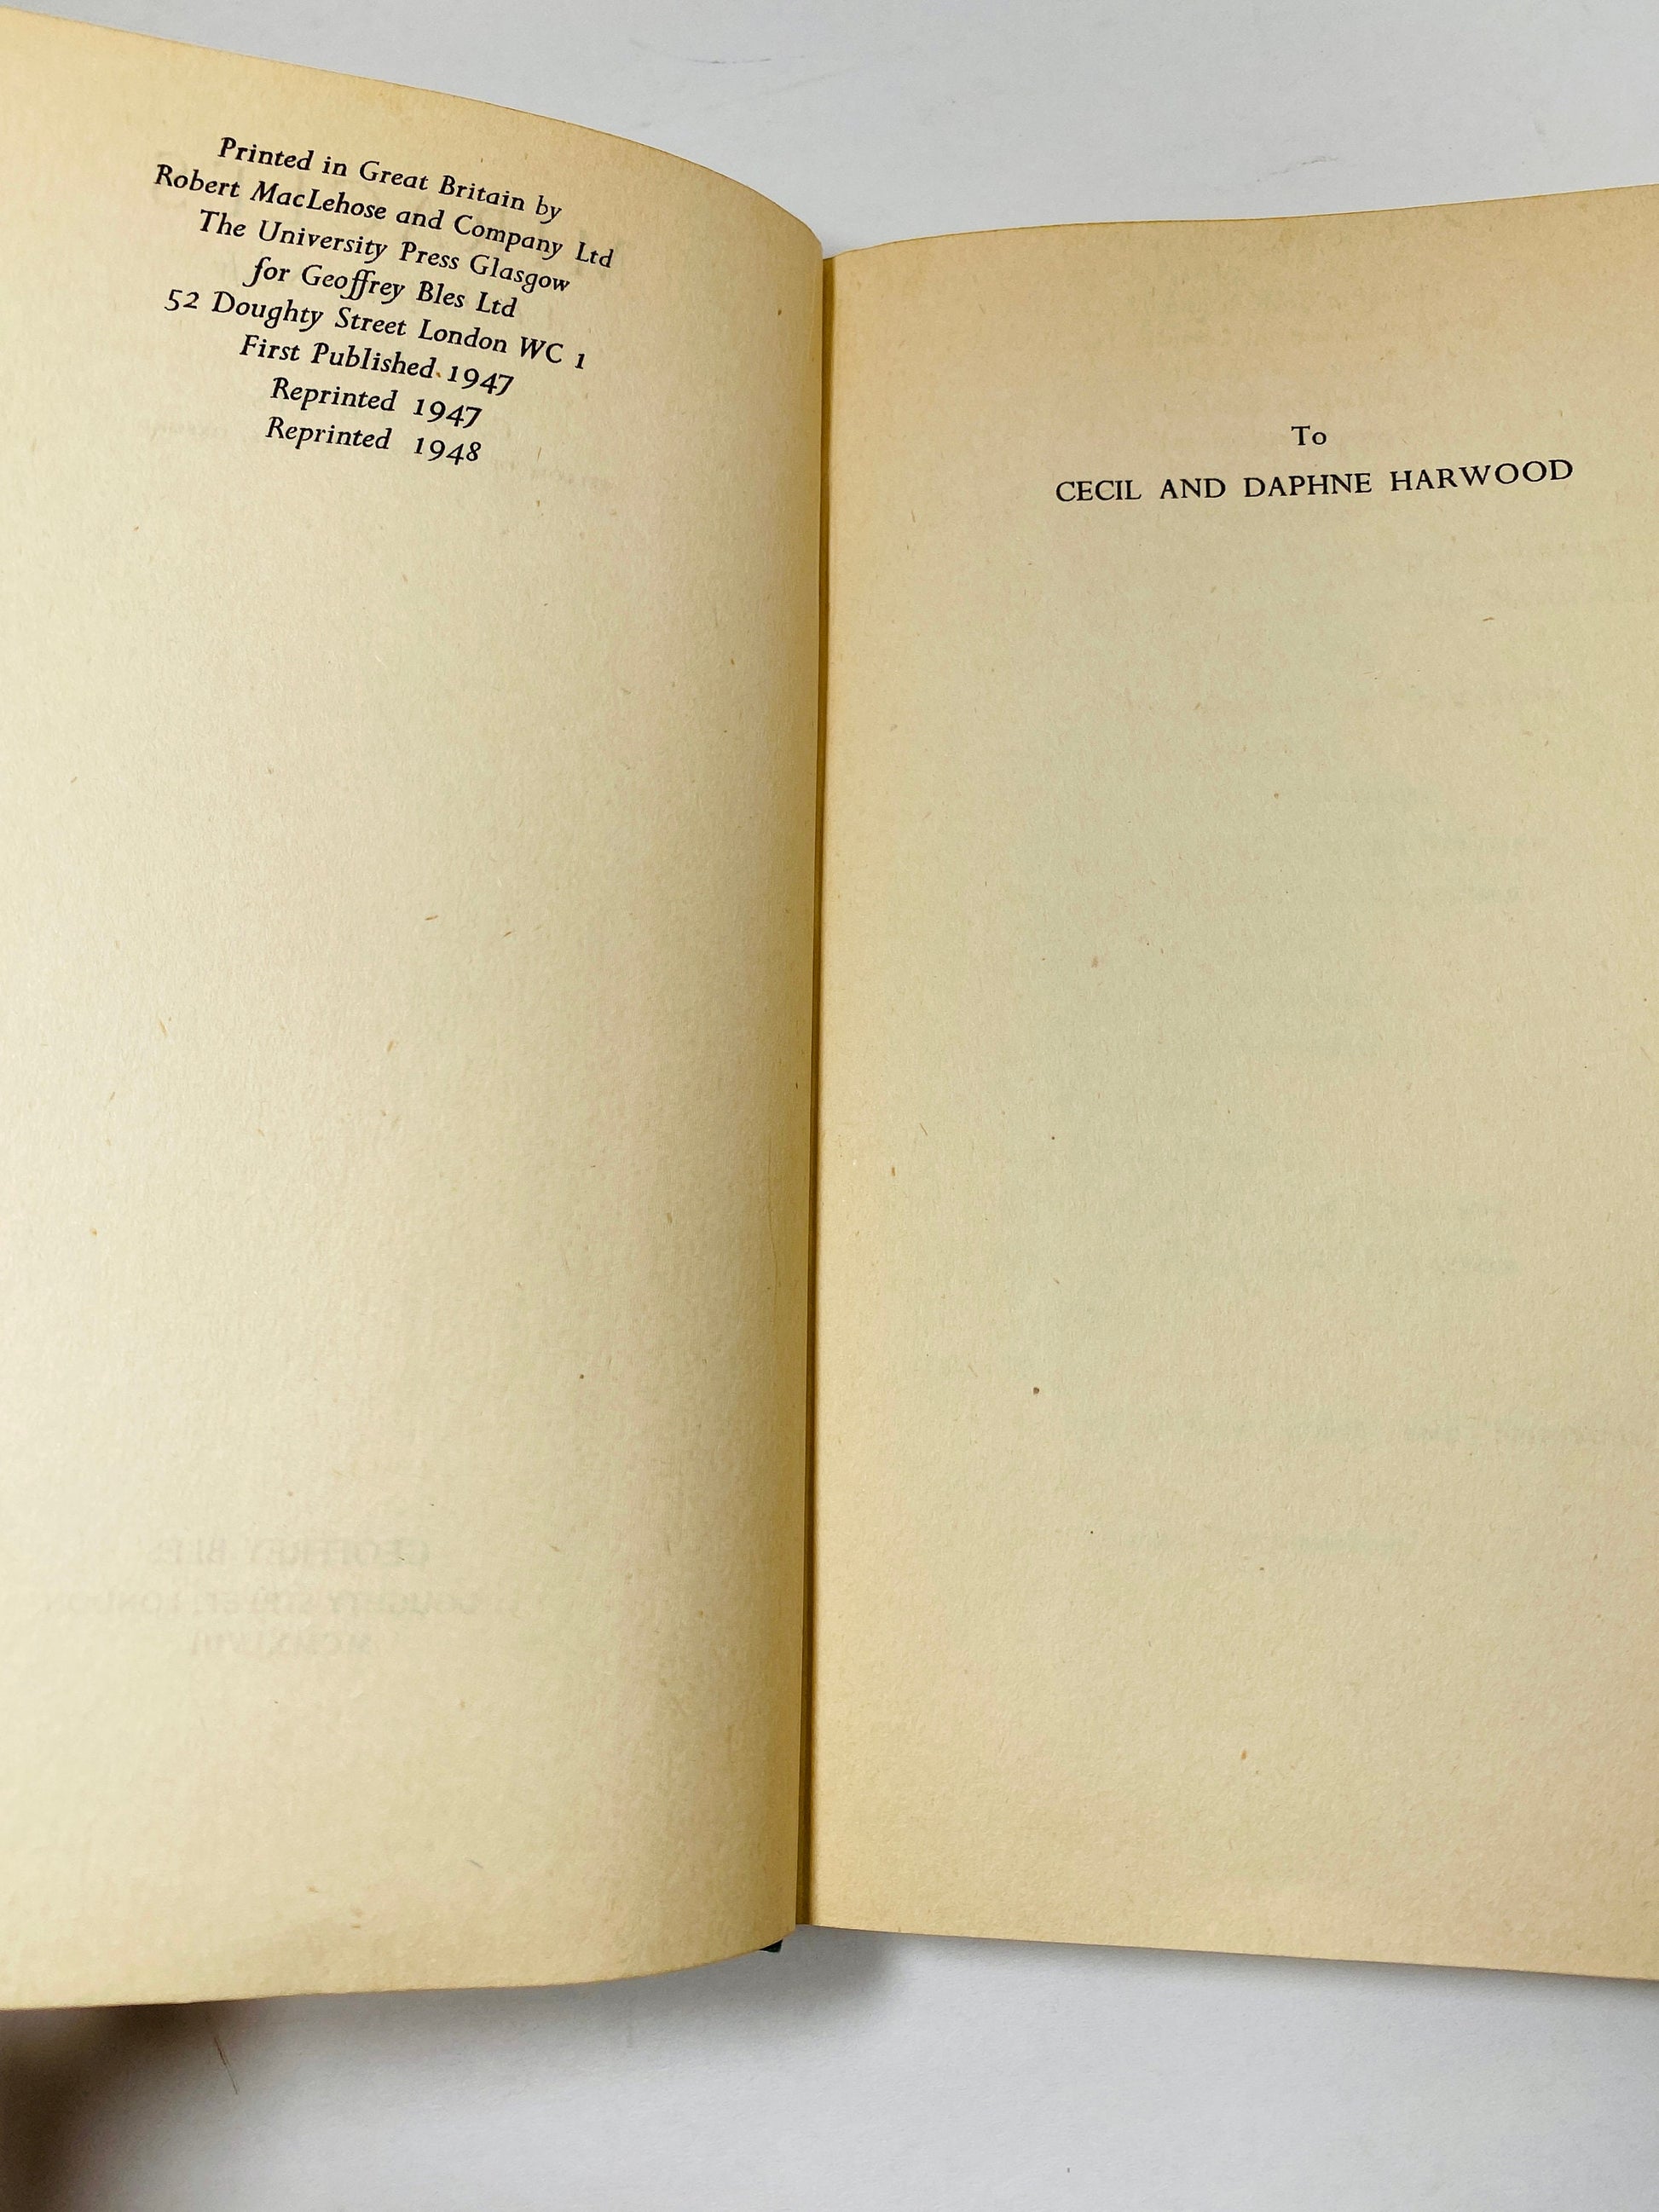 Printed in Great Britain by
Robert MacLehose and Company Ltd
The University Press Glasgow
for Geoffrey Bles Ltd
52 Doughty Street London WC 1
First Published 1947
Reprinted 1947
Reprinted 1948
To
CECIL AND DAPHNE HARWOOD